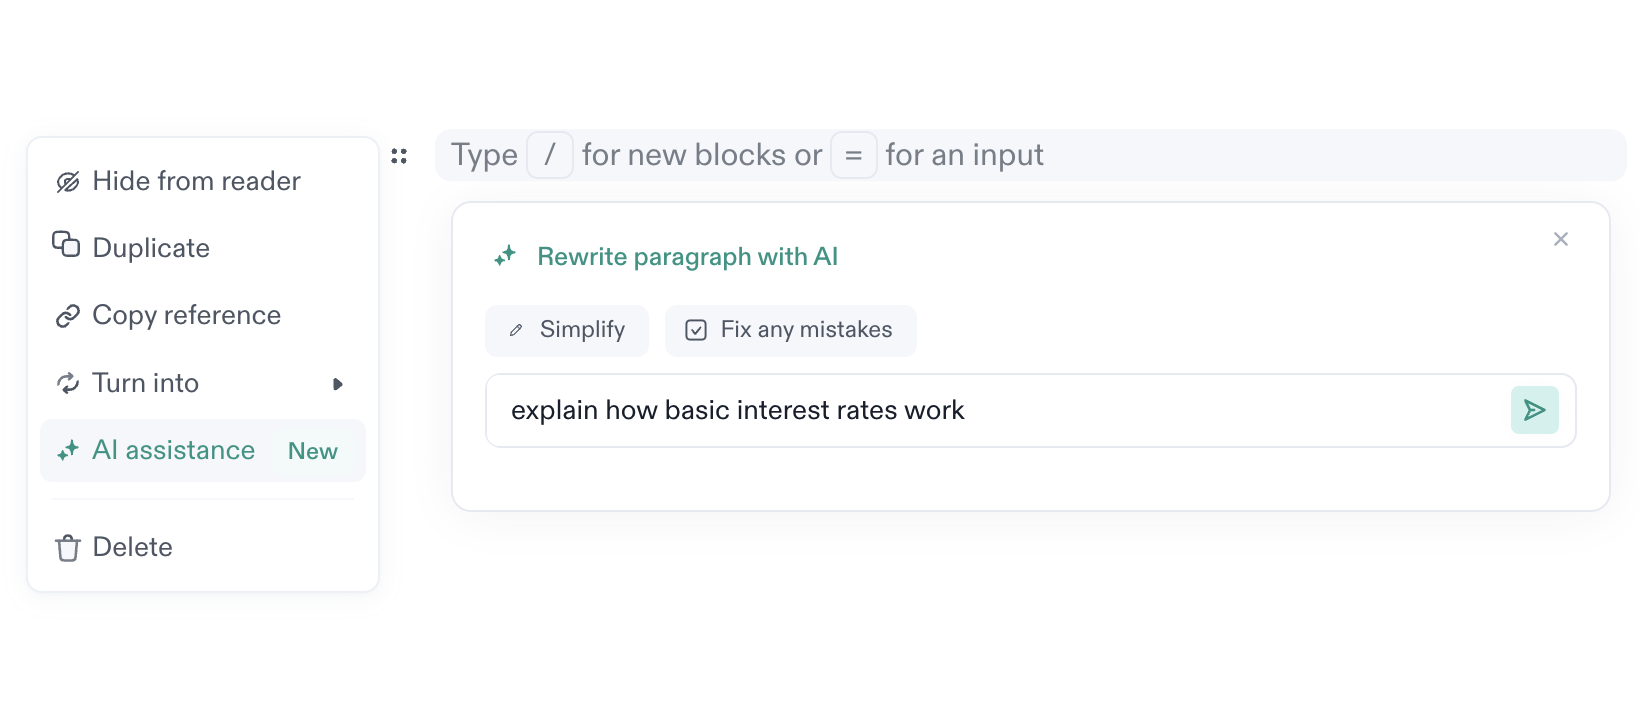 Hide from reader
Duplicate
Copy reference
Turn into
AI assistance New
Delete
Type / for new blocks or = for an input
Rewrite paragraph with AI
Simplify
Fix any mistakes
explain how basic interest rates work